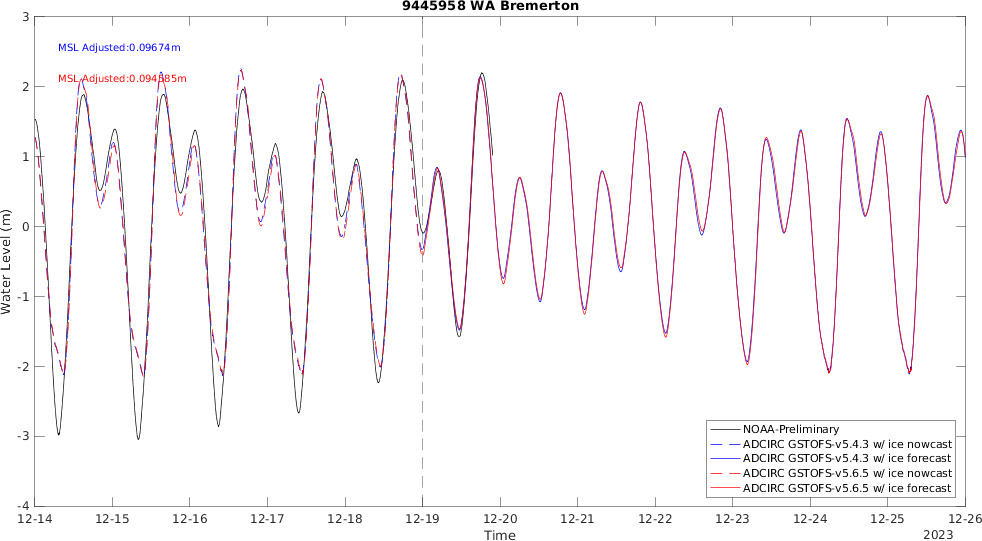 9445958 WA Bremerton
MSL Adjusted:0.09674m
MSL Adjusted:0.094585m
Water Level (m)
3
2
1
0
-1
-2
-3
-4
NOAA-Preliminary
ADCIRC GSTOFS-v5.4.3 w/ ice nowcast
ADCIRC GSTOFS-v5.4.3 w/ ice forecast
ADCIRC GSTOFS-v5.6.5 w/ ice nowcast
ADCIRC GSTOFS-v5.6.5 w/ ice forecast
12-14 12-15 12-16 12-17 12-18 12-19 12-20 12-21 12-22 12-23 12-24 12-25 12-26
Time
2023